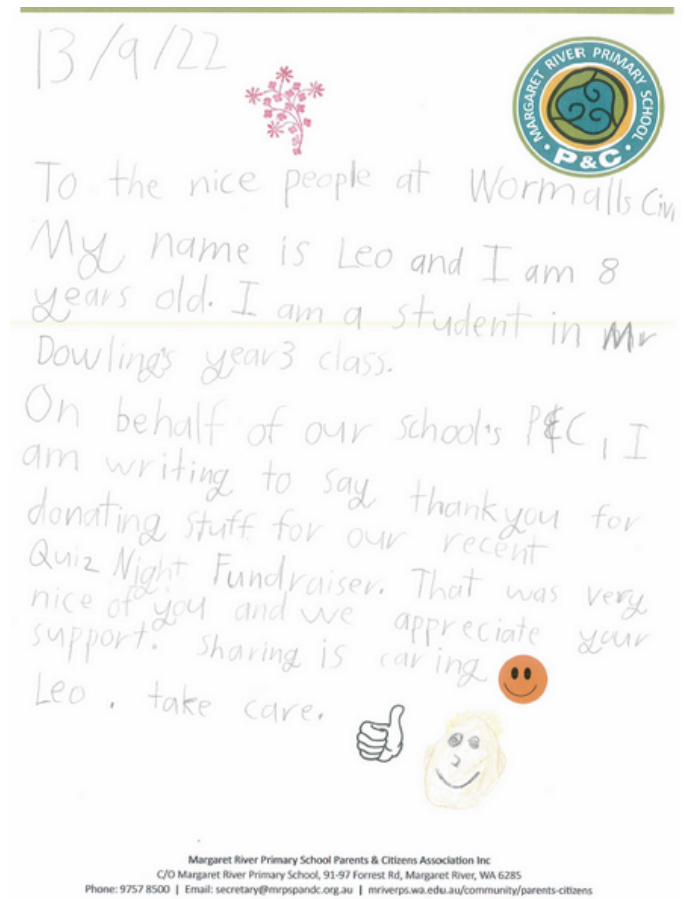 13/9/22
MARGARET RIVER PRIMARY SCHOOL
P&C
To the nice people at Wormalls Civi
My name is Leo and I am 8
years old. I am a student in Mr
Dowling's year 3 class.
On behalf of our school's P&C, I
am writing to say thankyou for
donating stuff for our recent
Quiz Night Fundraiser. That was very
nice of you and we appreciate your
support. Sharing is caring
Leo, take care.
Margaret River Primary School Parents & Citizens Association Inc
C/O Margaret River Primary School, 91-97 Forrest Rd, Margaret River, WA 6285
Phone: 9757 8500 | Email: secretary@mrpspandc.org.au | mriverps.wa.edu.au/community/parents-citizens